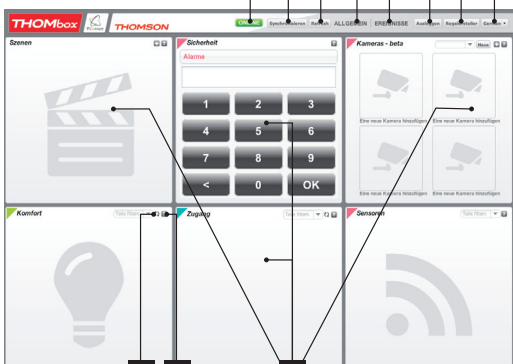 THOMbox THOMSON ONLINE Synchronisieren Refresh ALLGEMEIN EREIGNISSE Ausloggen German
Szenen
Sicherheit
Alarme
1 2 3
4 5 6
7 8 9
< 0 OK
Kameras - beta Neue
Eine neue Kamera hinzufügen Eine neue Kamera hinzufügen
Eine neue Kamera hinzufügen Eine neue Kamera hinzufügen
Komfort Teile filtern
Zugang Teile filtern
Sensoren Teile filtern